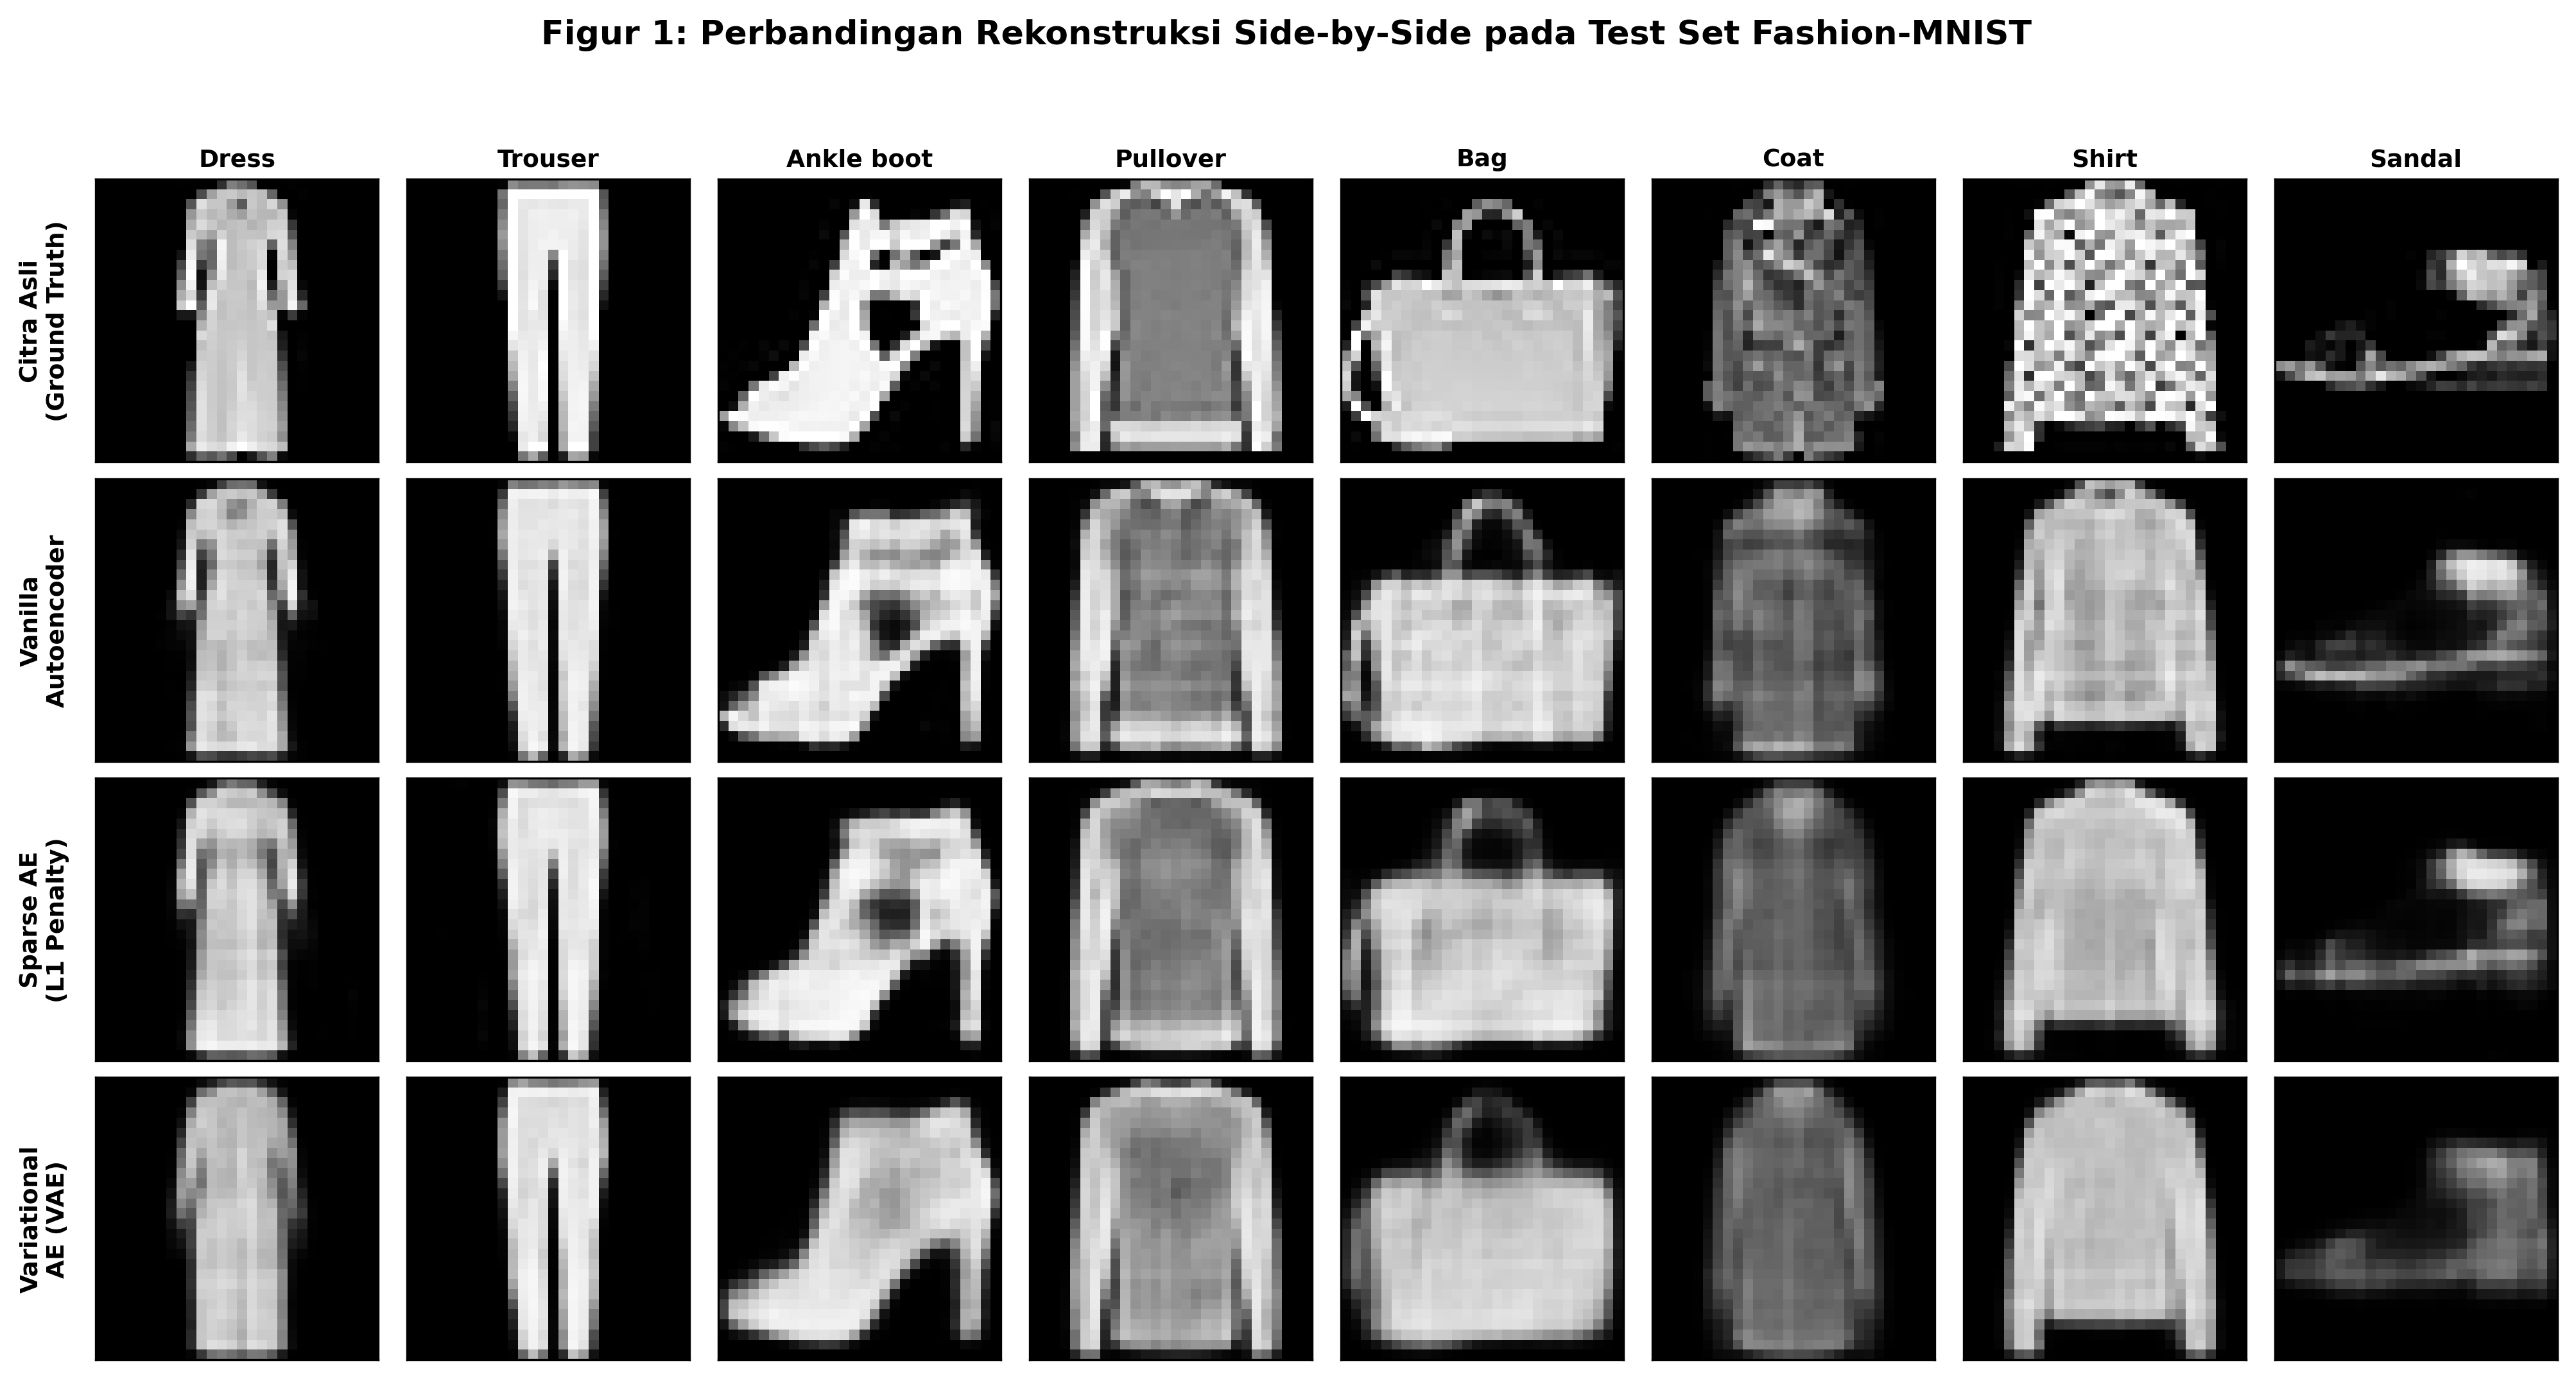 Figur 1: Perbandingan Rekonstruksi Side-by-Side pada Test Set Fashion-MNIST
Dress
Trouser
Ankle boot
Pullover
Bag
Coat
Shirt
Sandal
Citra Asli
(Ground Truth)
Vanilla
Autoencoder
Sparse AE
(L1 Penalty)
Variational
AE (VAE)